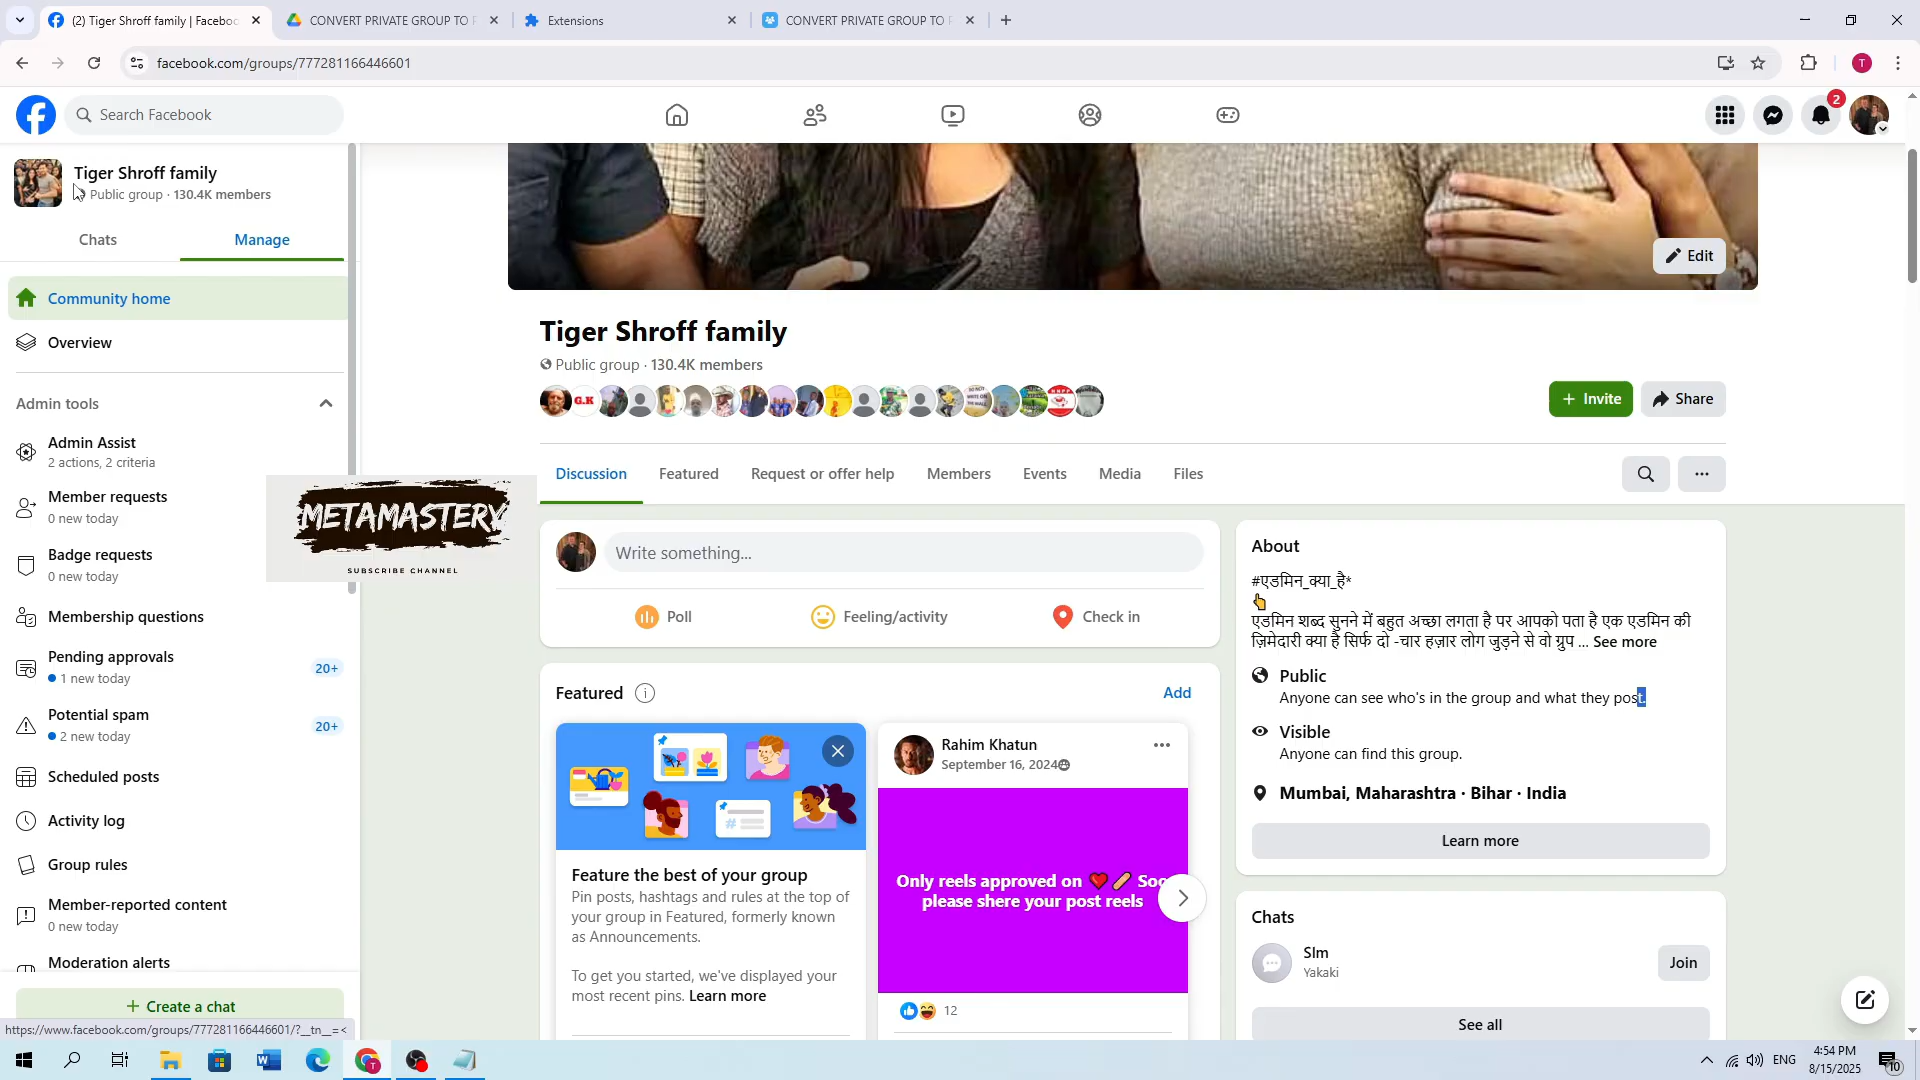 (2) Tiger Shroff family | Faceboo
CONVERT PRIVATE GROUP TO
Extensions
CONVERT PRIVATE GROUP TO
facebook.com/groups/777281166446601
T
Search Facebook
2
Tiger Shroff family
Public group · 130.4K members
Chats
Manage
Community home
Overview
Admin tools
Admin Assist
2 actions, 2 criteria
Member requests
0 new today
Badge requests
0 new today
Membership questions
Pending approvals
1 new today
20+
Potential spam
2 new today
20+
Scheduled posts
Activity log
Group rules
Member-reported content
0 new today
Moderation alerts
+ Create a chat
https://www.facebook.com/groups/777281166446601/?__tn__=<
METAMASTERY
SUBSCRIBE CHANNEL
Edit
Tiger Shroff family
Public group · 130.4K members
G.K
+ Invite
Share
Discussion
Featured
Request or offer help
Members
Events
Media
Files
Write something...
Poll
Feeling/activity
Check in
Featured
Add
Feature the best of your group
Pin posts, hashtags and rules at the top of
your group in Featured, formerly known
as Announcements.
To get you started, we've displayed your
most recent pins. Learn more
Rahim Khatun
September 16, 2024
Only reels approved on ❤️ 🩹 Soo
please shere your post reels
12
About
#एडमिन_क्या_है*
👆
एडमिन शब्द सुनने में बहुत अच्छा लगता है पर आपको पता है एक एडमिन की
ज़िमेदारी क्या है सिर्फ दो -चार हज़ार लोग जुड़ने से वो ग्रुप ... See more
Public
Anyone can see who's in the group and what they post.
Visible
Anyone can find this group.
Mumbai, Maharashtra · Bihar · India
Learn more
Chats
Slm
Yakaki
Join
See all
ENG
4:54 PM
8/15/2025
10